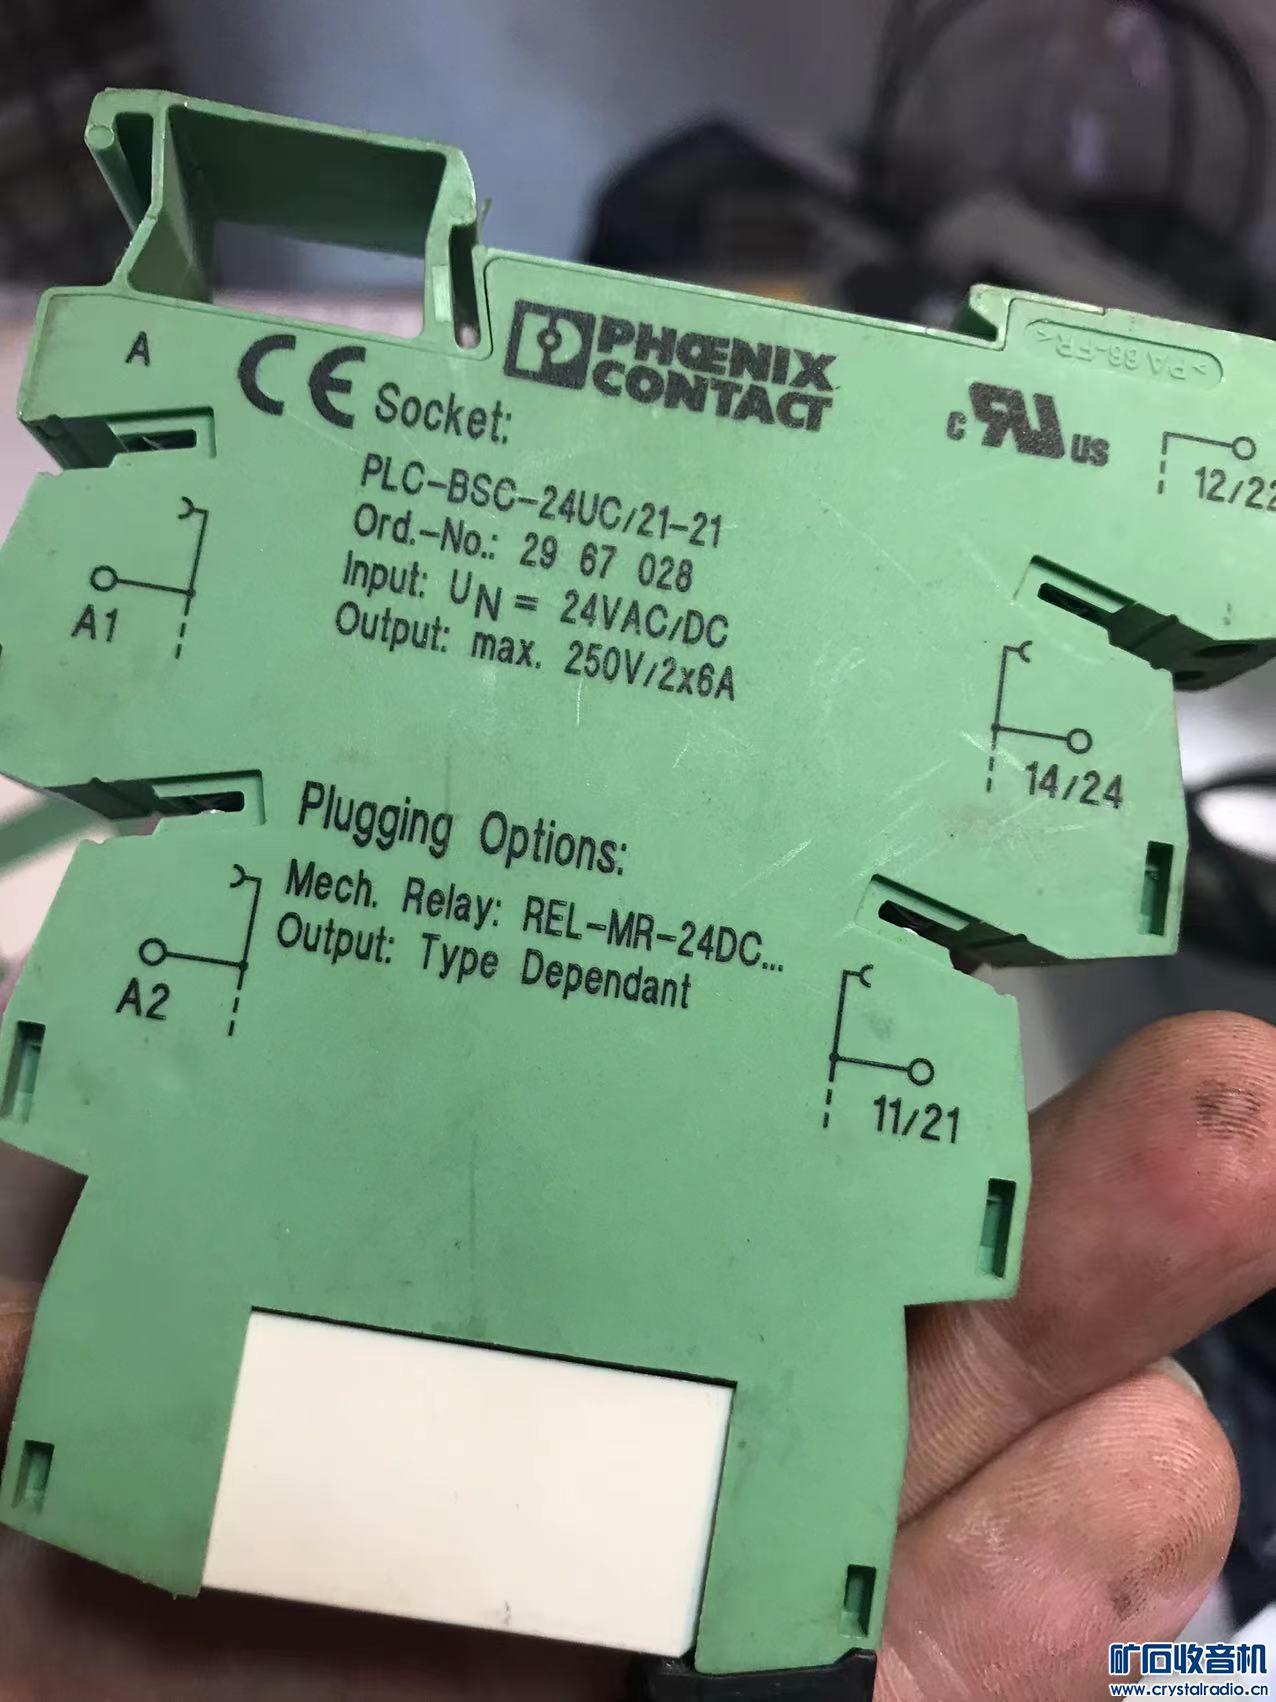 PHŒNIX
CONTACT
>PA 66-FR<
A
CE
Socket:
c RU us
12/22
PLC-BSC-24UC/21-21
Ord.-No.: 29 67 028
Input: UN = 24VAC/DC
Output: max. 250V/2x6A
A1
14/24
Plugging Options:
Mech. Relay: REL-MR-24DC...
Output: Type Dependant
A2
11/21
矿石收音机
www.crystalradio.cn